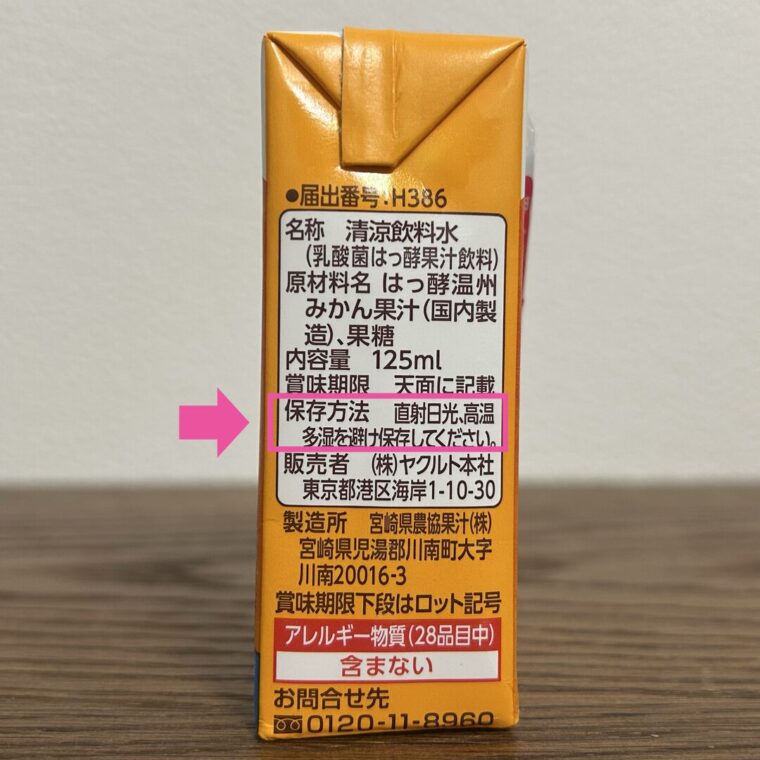 ●届出番号:H386
名称 清涼飲料水
(乳酸菌はっ酵果汁飲料)
原材料名 はっ酵温州
みかん果汁(国内製
造)、果糖
内容量 125ml
賞味期限 天面に記載
保存方法 直射日光、高温
多湿を避け保存してください。
販売者 (株)ヤクルト本社
東京都港区海岸1-10-30
製造所 宮崎県農協果汁(株)
宮崎県児湯郡川南町大字
川南20016-3
賞味期限下段はロット記号
アレルギー物質(28品目中)
含まない
お問合せ先
0120-11-8960